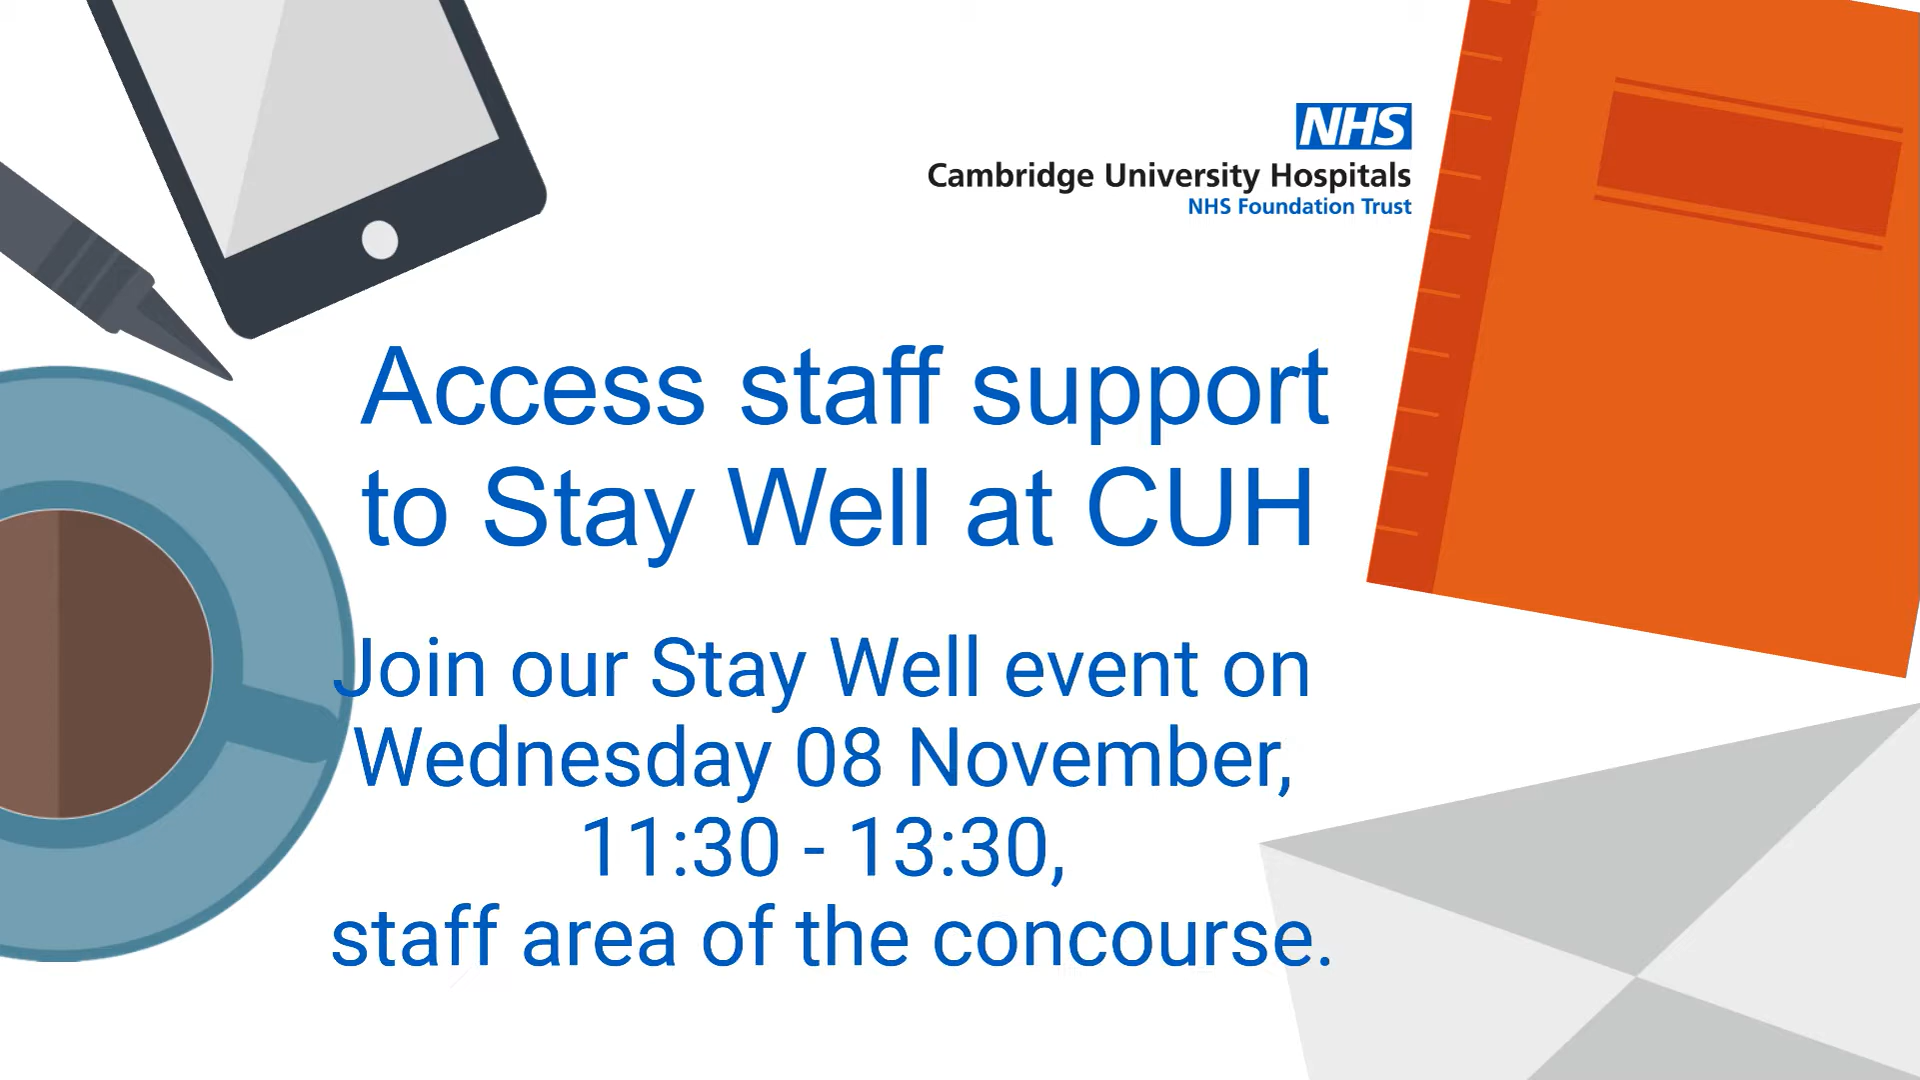 NHS
Cambridge University Hospitals
NHS Foundation Trust
Access staff support
to Stay Well at CUH
Join our Stay Well event on
Wednesday 08 November,
11:30 - 13:30,
staff area of the concourse.